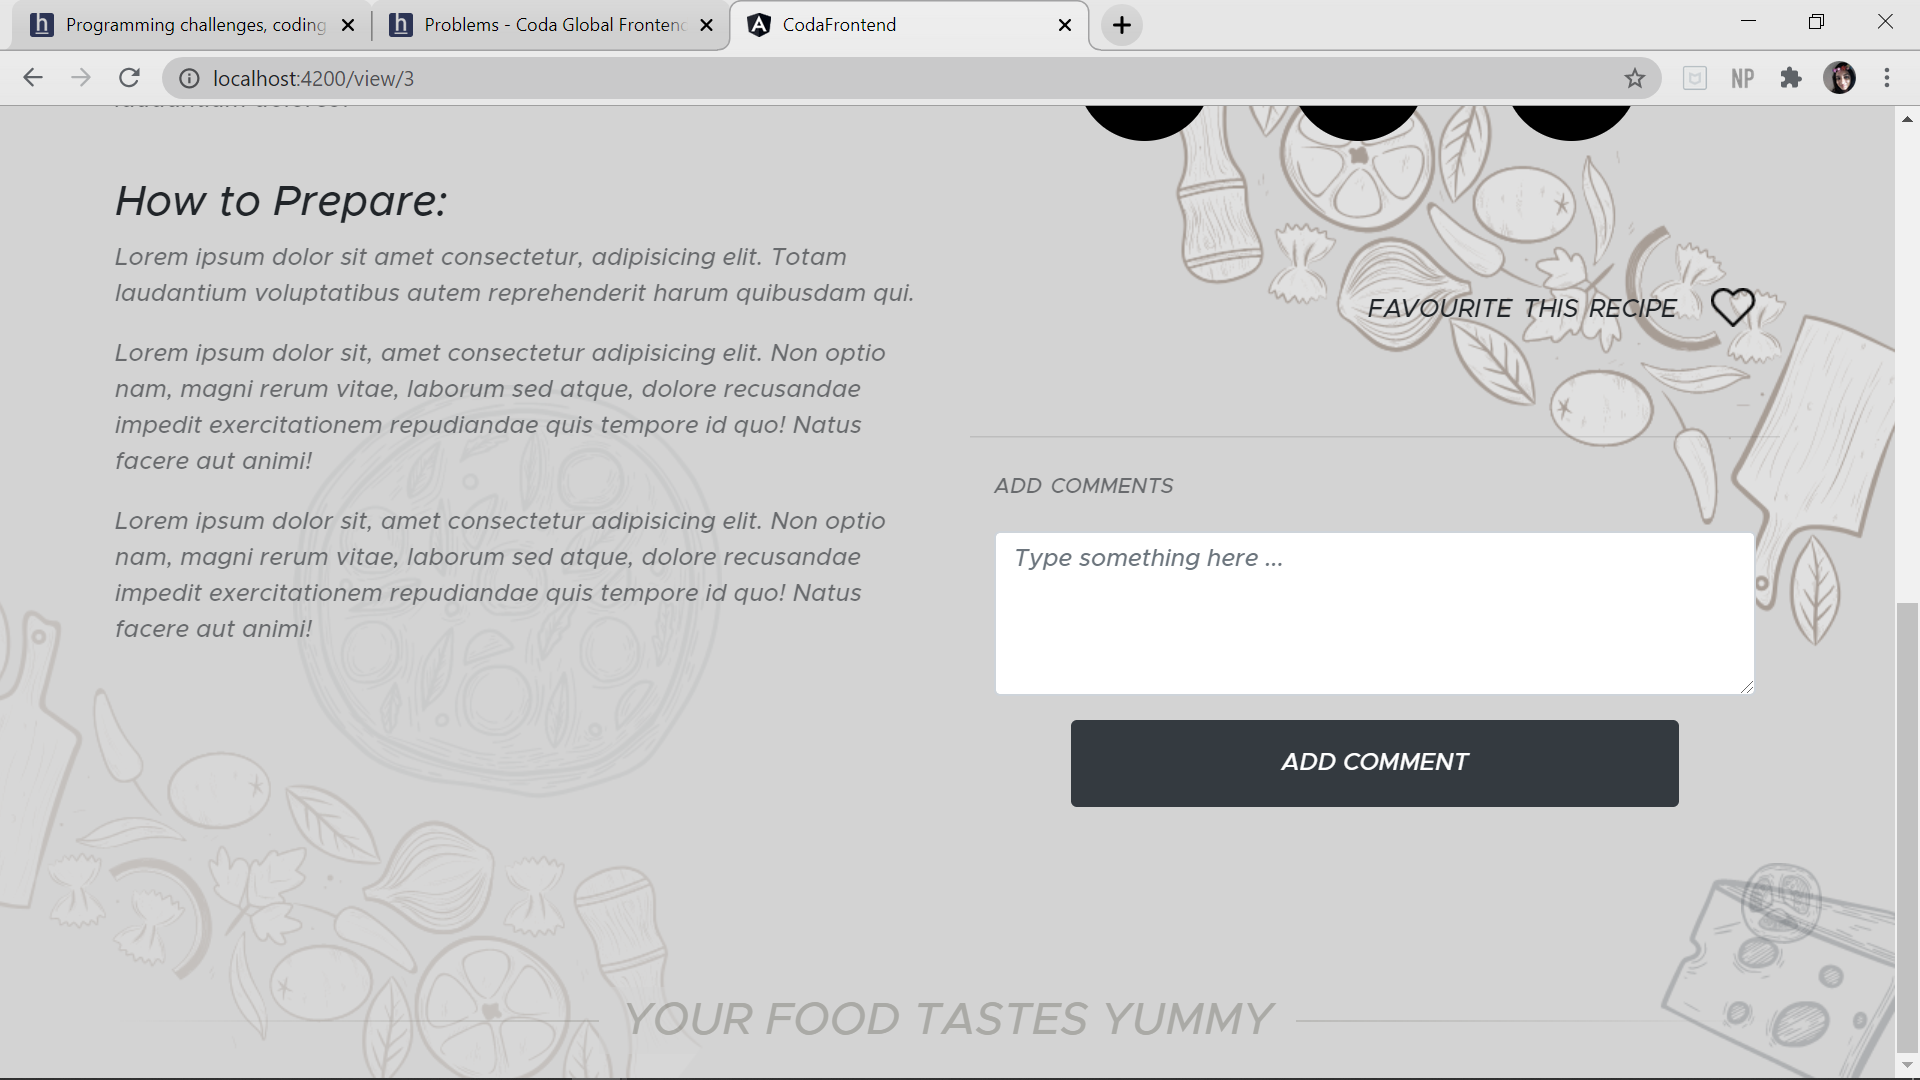 Programming challenges, coding
Problems - Coda Global Frontend
CodaFrontend
localhost:4200/view/3
NP
How to Prepare:
Lorem ipsum dolor sit amet consectetur, adipisicing elit. Totam
laudantium voluptatibus autem reprehenderit harum quibusdam qui.
Lorem ipsum dolor sit, amet consectetur adipisicing elit. Non optio
nam, magni rerum vitae, laborum sed atque, dolore recusandae
impedit exercitationem repudiandae quis tempore id quo! Natus
facere aut animi!
Lorem ipsum dolor sit, amet consectetur adipisicing elit. Non optio
nam, magni rerum vitae, laborum sed atque, dolore recusandae
impedit exercitationem repudiandae quis tempore id quo! Natus
facere aut animi!
FAVOURITE THIS RECIPE
ADD COMMENTS
Type something here ...
ADD COMMENT
YOUR FOOD TASTES YUMMY